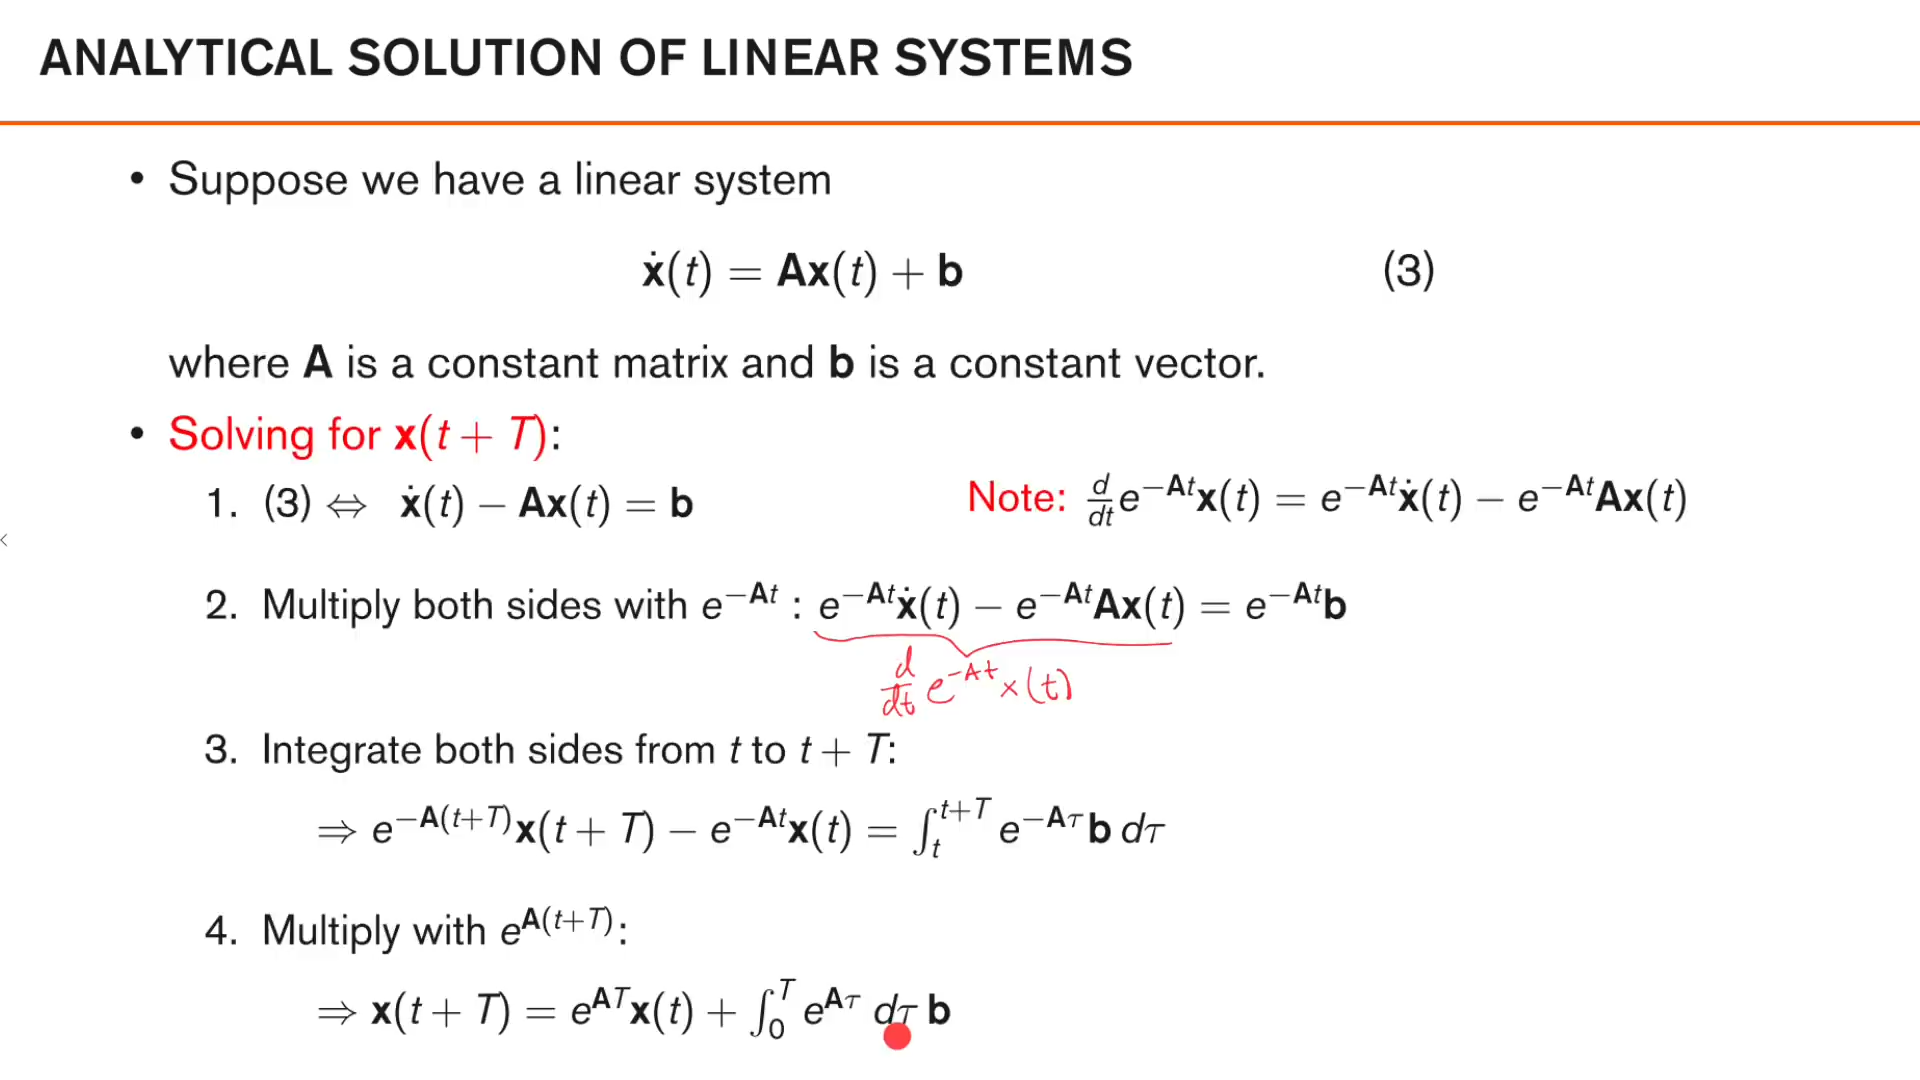 ANALYTICAL SOLUTION OF LINEAR SYSTEMS
• Suppose we have a linear system
ẋ(t) = Ax(t) + b (3)
where A is a constant matrix and b is a constant vector.
• Solving for x(t + T):
1. (3) ⇔ ẋ(t) − Ax(t) = b Note: d/dt e^{−At}x(t) = e^{−At}ẋ(t) − e^{−At}Ax(t)
2. Multiply both sides with e^{−At} : e^{−At}ẋ(t) − e^{−At}Ax(t) = e^{−At}b
d/dt e^{-At} x(t)
3. Integrate both sides from t to t + T:
⇒ e^{−A(t+T)}x(t + T) − e^{−At}x(t) = ∫_t^{t+T} e^{−Aτ}b dτ
4. Multiply with e^{A(t+T)}:
⇒ x(t + T) = e^{AT}x(t) + ∫_0^T e^{Aτ} dτ b